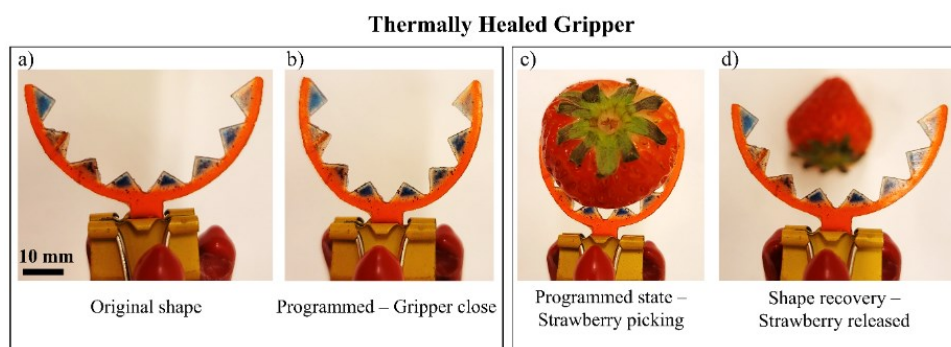 Thermally Healed Gripper
a)
b)
c)
d)
10 mm
Original shape
Programmed – Gripper close
Programmed state –
Strawberry picking
Shape recovery –
Strawberry released